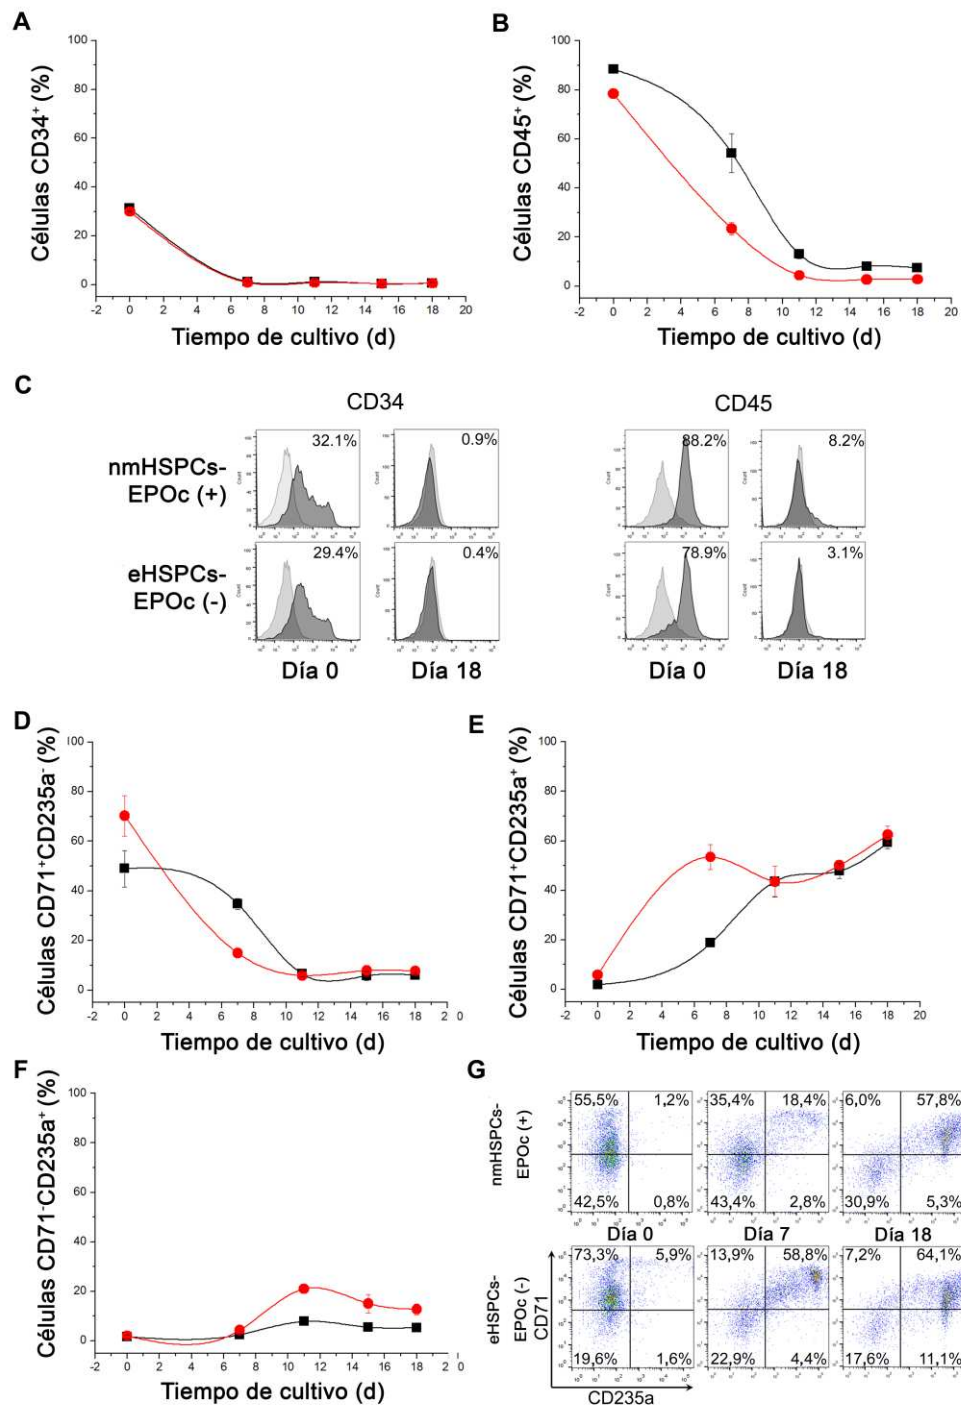 A
B
100
80
60
40
20
0
-2 0 2 4 6 8 10 12 14 16 18 20
Células CD34⁺ (%)
Tiempo de cultivo (d)
100
80
60
40
20
0
-2 0 2 4 6 8 10 12 14 16 18 20
Células CD45⁺ (%)
Tiempo de cultivo (d)
C
CD34
CD45
nmHSPCs-
EPOc (+)
32.1%
0.9%
88.2%
8.2%
eHSPCs-
EPOc (-)
29.4%
0.4%
78.9%
3.1%
Count
Día 0
Día 18
Día 0
Día 18
D
E
100
80
60
40
20
0
-2 0 2 4 6 8 10 12 14 16 18 0
Células CD71⁺CD235a⁻ (%)
Tiempo de cultivo (d)
100
80
60
40
20
0
-2 0 2 4 6 8 10 12 14 16 18 20
Células CD71⁺CD235a⁺ (%)
Tiempo de cultivo (d)
F
G
100
80
60
40
20
0
-2 0 2 4 6 8 10 12 14 16 18 0
Células CD71⁻CD235a⁺ (%)
Tiempo de cultivo (d)
nmHSPCs-
EPOc (+)
55,5% 1,2%
42,5% 0,8%
35,4% 18,4%
43,4% 2,8%
6,0% 57,8%
30,9% 5,3%
Día 0
Día 7
Día 18
eHSPCs-
EPOc (-)
73,3% 5,9%
19,6% 1,6%
13,9% 58,8%
22,9% 4,4%
7,2% 64,1%
17,6% 11,1%
CD71
CD235a